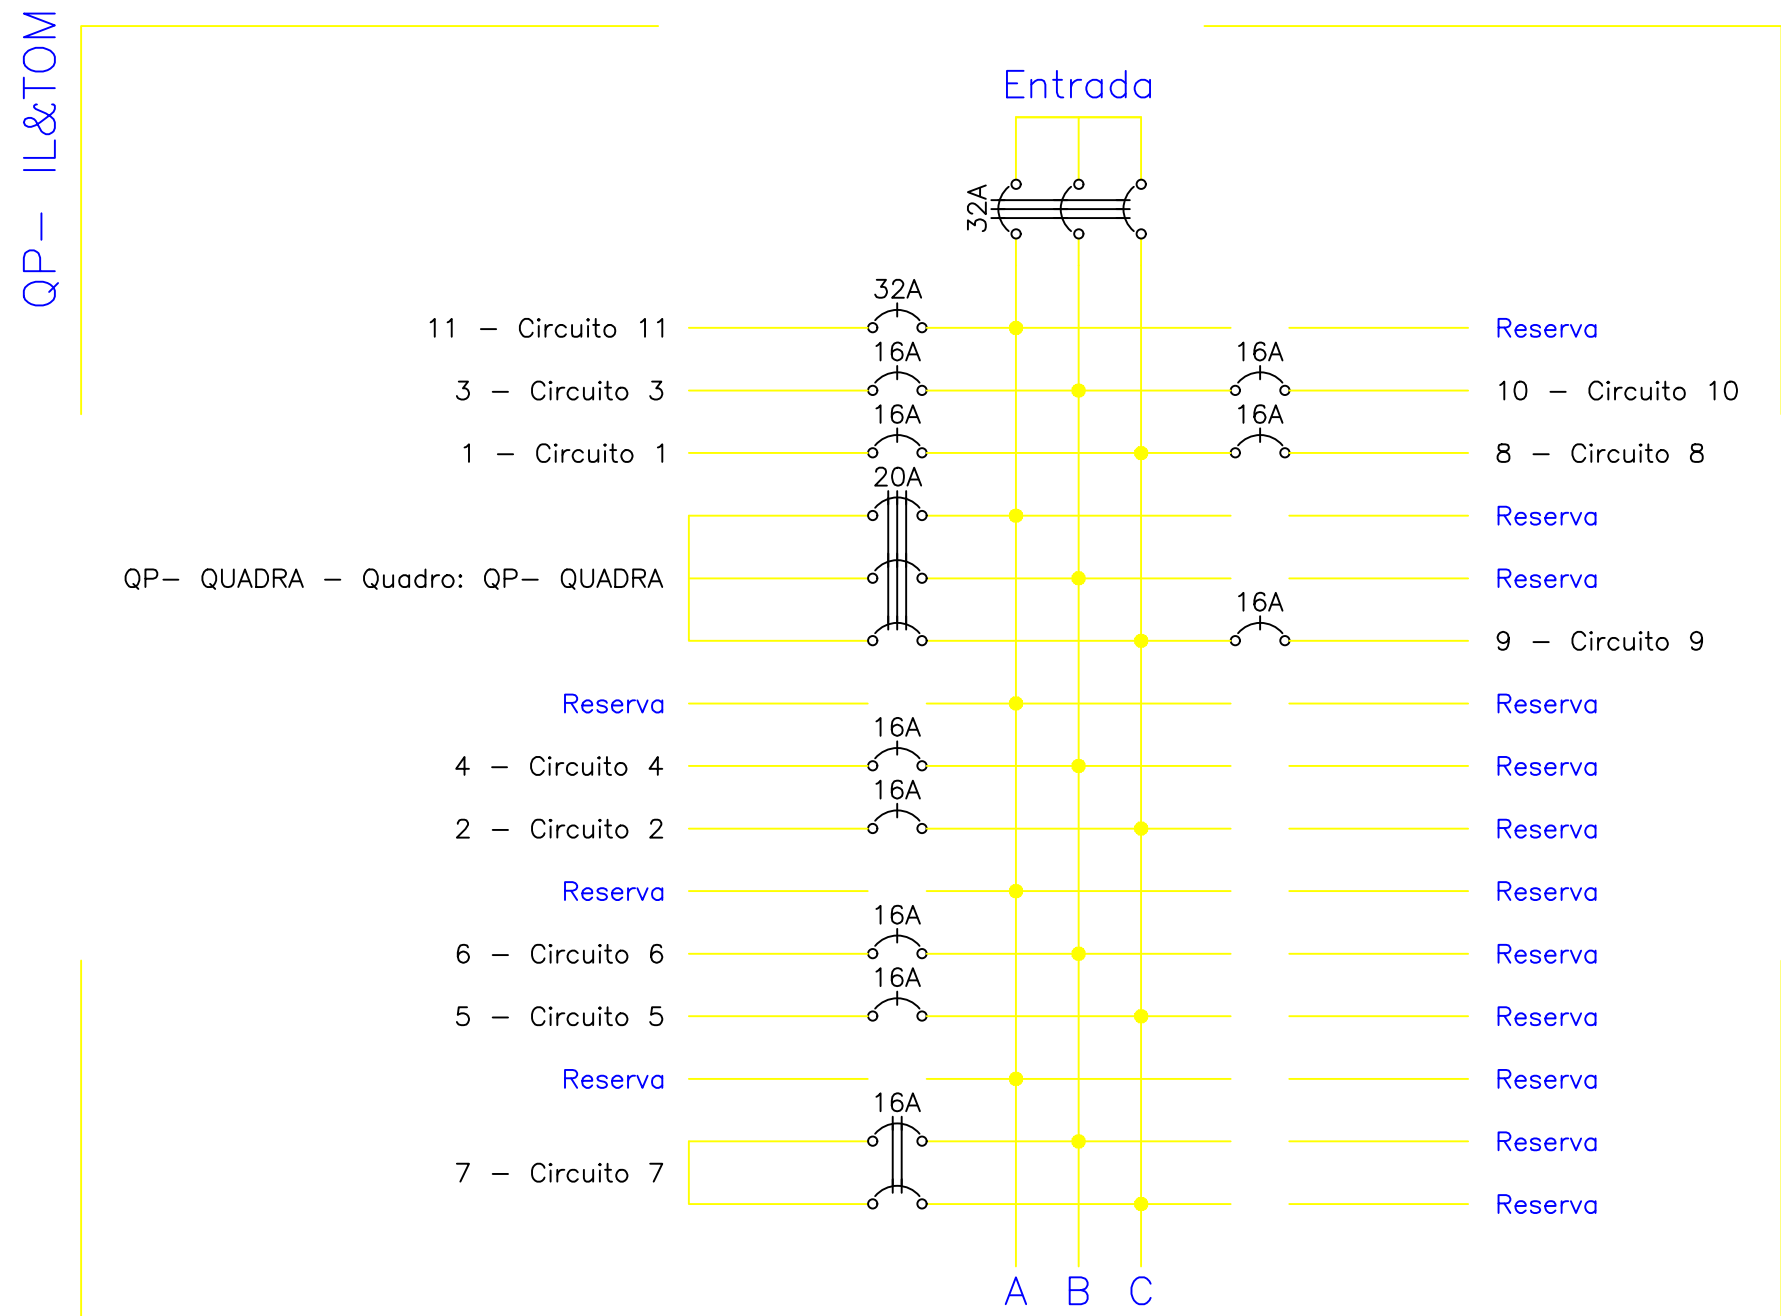 QP- IL&TOM
Entrada
32A
32A
11 - Circuito 11
Reserva
16A
16A
3 - Circuito 3
10 - Circuito 10
16A
16A
1 - Circuito 1
8 - Circuito 8
20A
Reserva
QP- QUADRA - Quadro: QP- QUADRA
Reserva
16A
9 - Circuito 9
Reserva
Reserva
16A
4 - Circuito 4
Reserva
16A
2 - Circuito 2
Reserva
Reserva
Reserva
16A
6 - Circuito 6
Reserva
16A
5 - Circuito 5
Reserva
Reserva
Reserva
16A
Reserva
7 - Circuito 7
Reserva
A B C